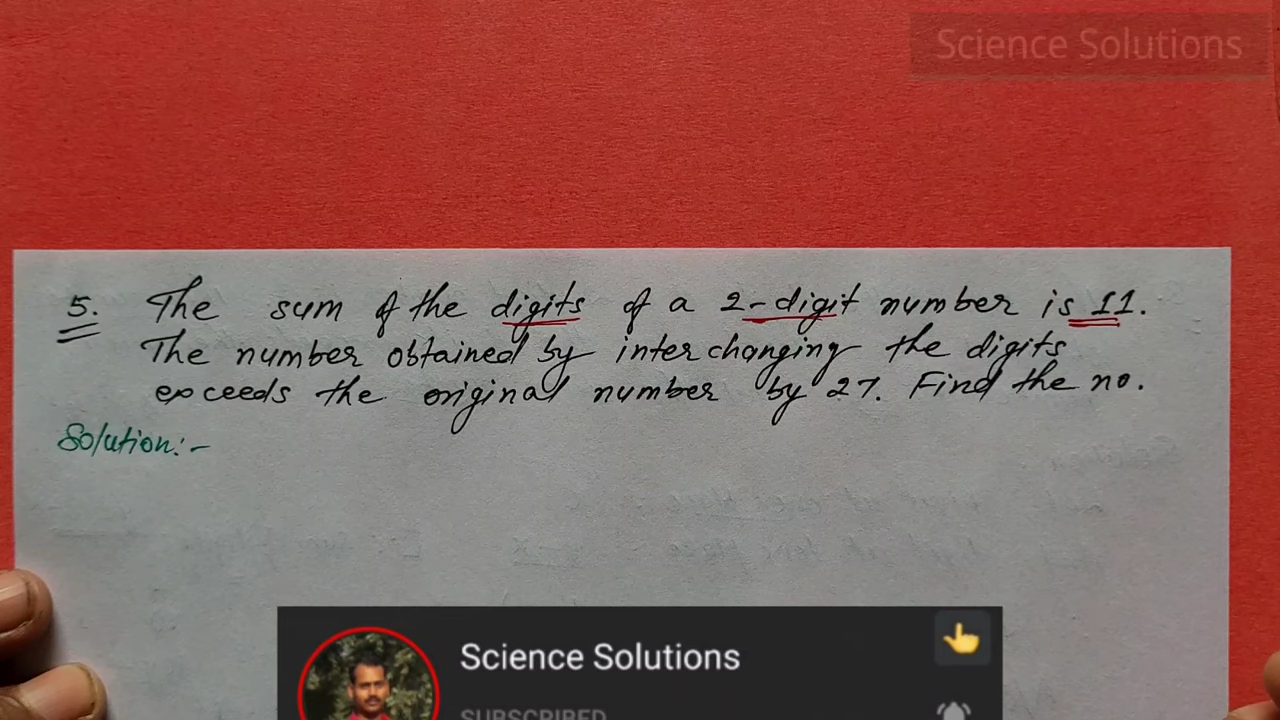 Science Solutions
5. The sum of the digits of a 2-digit number is 11.
The number obtained by interchanging the digits
exceeds the original number by 27. Find the no.
Solution:-
Science Solutions
SUBSCRIBED